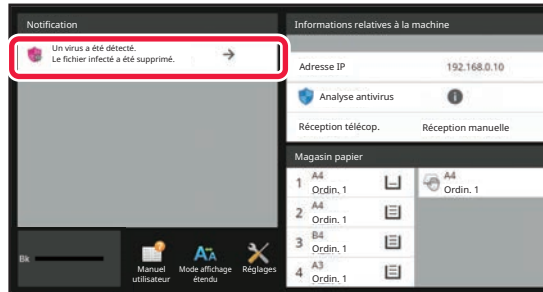 Notification
Un virus a été détecté.
Le fichier infecté a été supprimé.
Informations relatives à la machine
Adresse IP 192.168.0.10
Analyse antivirus
Réception télécop. Réception manuelle
Magasin papier
1 A4
Ordin. 1
2 A4
Ordin. 1
3 B4
Ordin. 1
4 A3
Ordin. 1
A4
Ordin. 1
Bk
Manuel
utilisateur
Mode affichage
étendu
Réglages